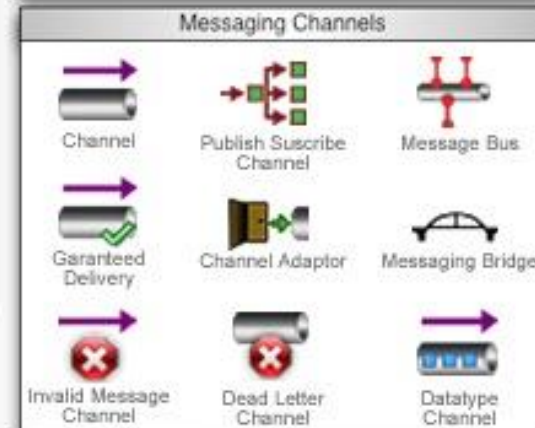 Messaging Channels
Channel
Publish Suscribe
Channel
Message Bus
Garanteed
Delivery
Channel Adaptor
Messaging Bridge
Invalid Message
Channel
Dead Letter
Channel
Datatype
Channel